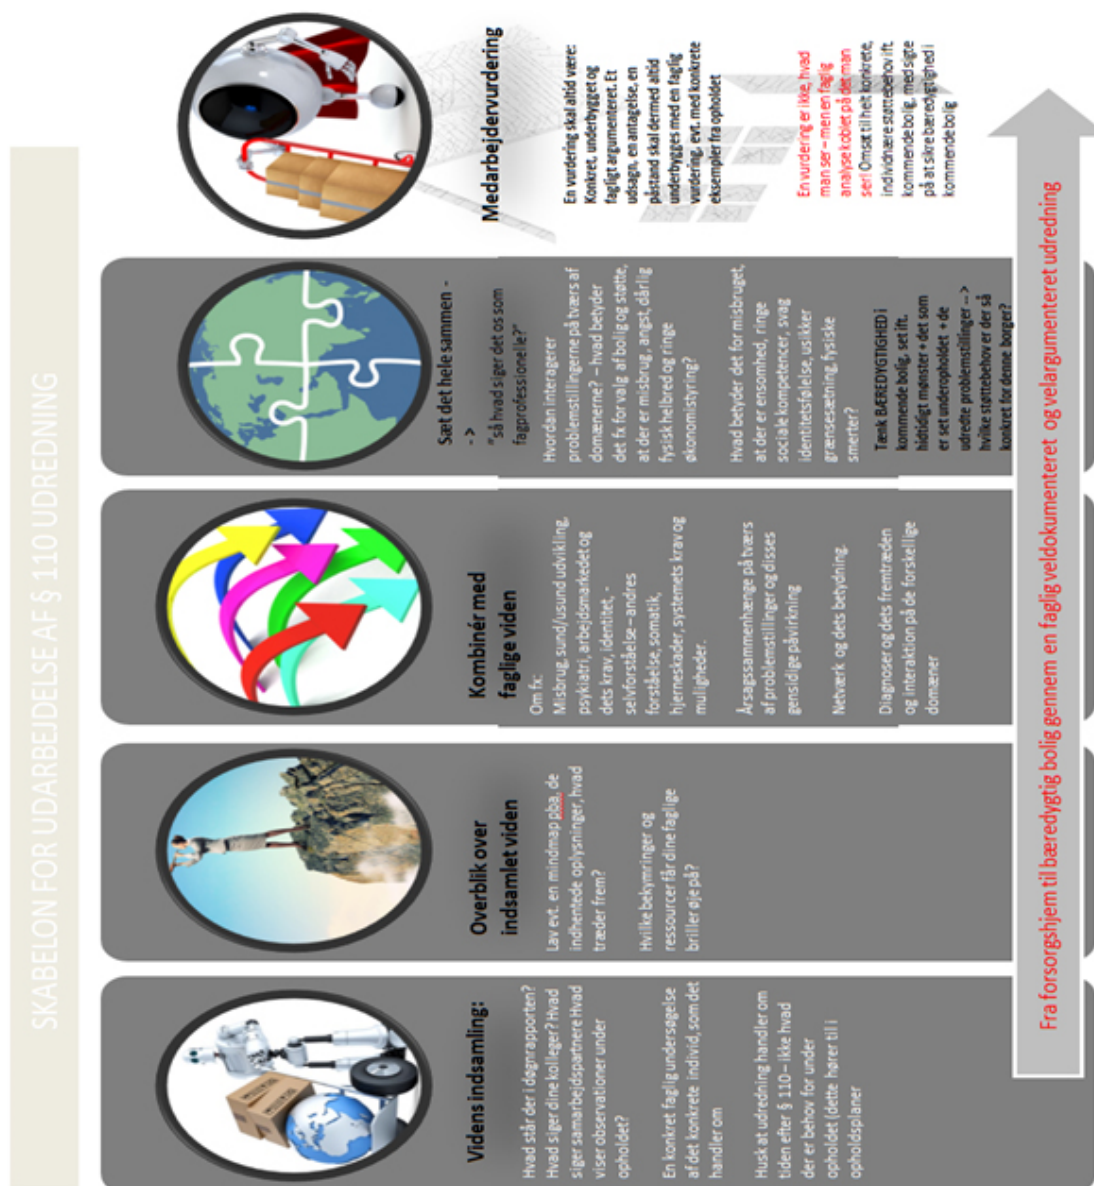 SKABELON FOR UDARBEJDELSE AF § 110 UDREDNING
Videns indsamling:
Hvad står der i døgnrapporten?
Hvad siger dine kolleger? Hvad
siger samarbejdspartnere Hvad
viser observationer under
opholdet?
En konkret faglig undersøgelse
af det konkrete individ, som det
handler om
Husk at udredning handler om
tiden efter § 110 – ikke hvad
der er behov for under
opholdet (dette hører til i
opholdsplaner
Overblik over
indsamlet viden
Lav evt. en mindmap pba, de
indhentede oplysninger, hvad
træder frem?
Hvilke bekymringer og
ressourcer får dine faglige
briller øje på?
Kombinér med
faglige viden
Om fx:
Misbrug, sund/usund udvikling,
psykiatri, arbejdsmarkedet og
dets krav, identitet, -
selvforståelse – andres
forståelse, somatik,
hjerneskader, systemets krav og
muligheder.
Årsagssammenhænge på tværs
af problemstillinger og disses
gensidige påvirkning
Netværk og dets betydning.
Diagnoser og dets fremtræden
og interaktion på de forskellige
domæner
Sæt det hele sammen -
- >
"så hvad siger det os som
fagprofessionelle?"
Hvordan interagerer
problemstillingerne på tværs af
domænerne? – hvad betyder
det fx for valg af bolig og støtte,
at der er misbrug, angst, dårlig
fysisk helbred og ringe
økonomistyring?
Hvad betyder det for misbruget,
at der er ensomhed, ringe
sociale kompetencer, svag
identitetsfølelse, usikker
grænsesætning, fysiske
smerter?
Tænk BÆREDYGTIGHED i
kommende bolig, set ift.
hidtidigt mønster + det som
er set under opholdet + de
udredte problemstillinger -- >
hvilke støttebehov er der så
konkret for denne borger?
Medarbejdervurdering
En vurdering skal altid være:
Konkret, underbygget og
fagligt argumenteret. Et
udsagn, en antagelse, en
påstand skal dermed altid
underbygges med en faglig
vurdering, evt. med konkrete
eksempler fra opholdet
En vurdering er ikke, hvad
man ser – men en faglig
analyse koblet på det man
ser! Omsæt til helt konkrete,
individnære støttebehov ift.
kommende bolig, med sigte
på at sikre bæredygtighed i
kommende bolig
Fra forsorgshjem til bæredygtig bolig gennem en faglig veldokumenteret og velargumenteret udredning